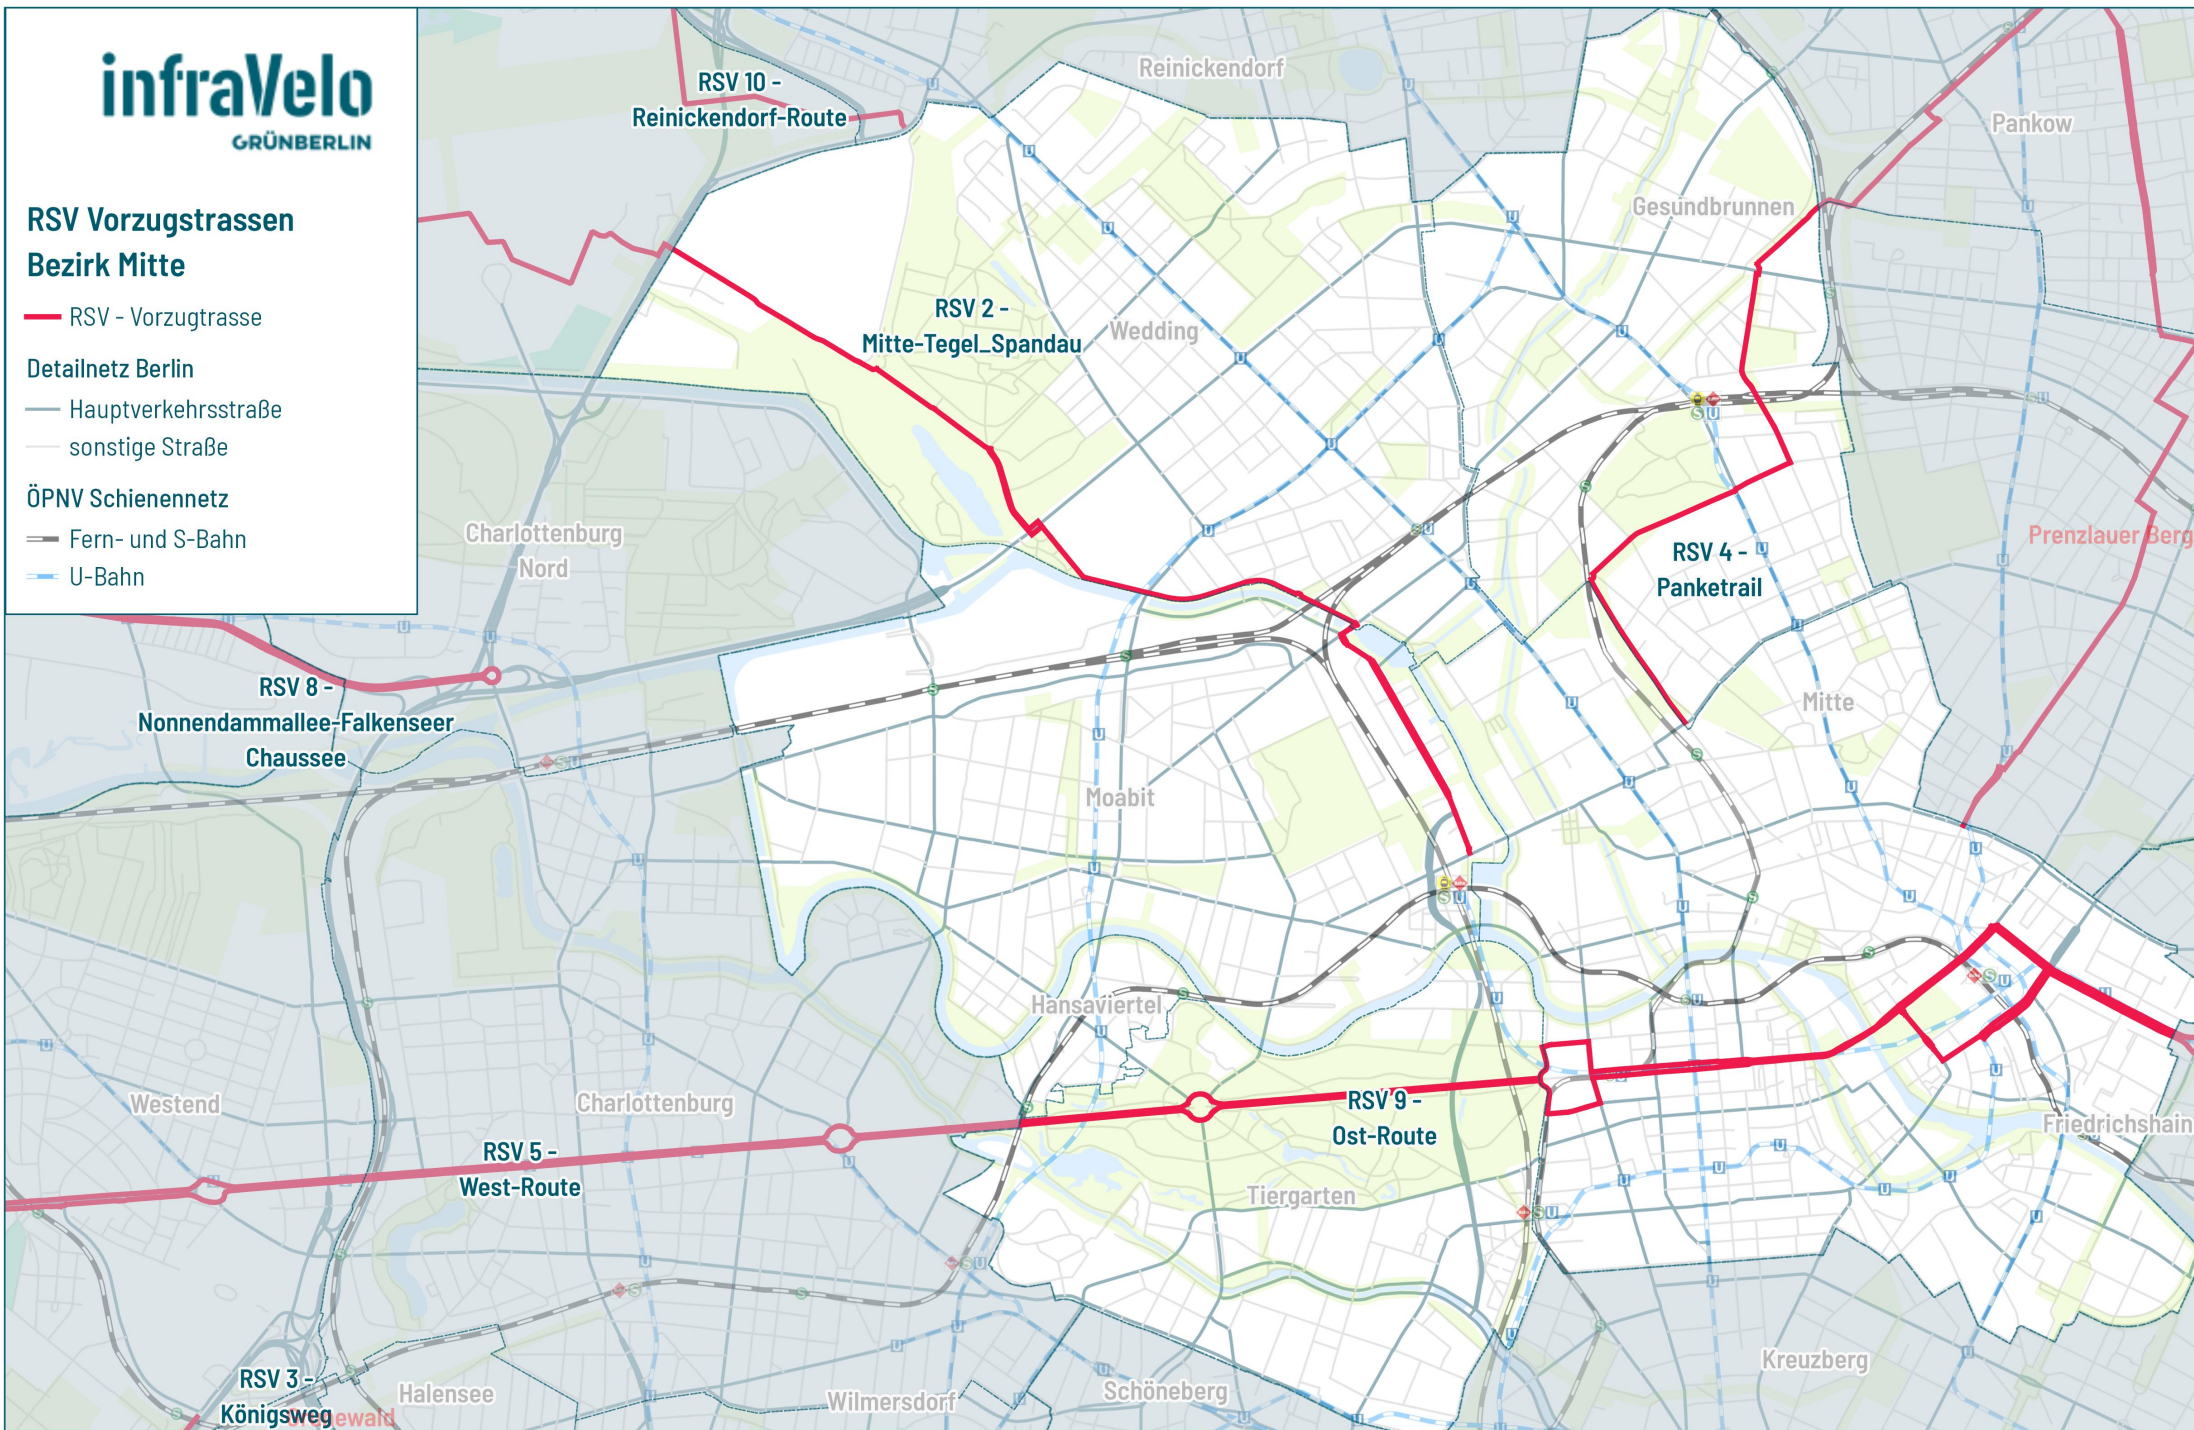 infraVelo
GRÜNBERLIN
RSV Vorzugstrassen
Bezirk Mitte
RSV - Vorzugtrasse
Detailnetz Berlin
Hauptverkehrsstraße
sonstige Straße
ÖPNV Schienennetz
Fern- und S-Bahn
U-Bahn
RSV 10 -
Reinickendorf-Route
Reinickendorf
Pankow
Gesundbrunnen
RSV 2 -
Mitte-Tegel_Spandau
Wedding
Charlottenburg
Nord
Prenzlauer Berg
RSV 4 -
Panketrail
RSV 8 -
Nonnendammallee-Falkenseer
Chaussee
Mitte
Moabit
Hansaviertel
Westend
Charlottenburg
RSV 9 -
Ost-Route
Friedrichshain
RSV 5 -
West-Route
Tiergarten
RSV 3 -
Königsweg
Grunewald
Halensee
Wilmersdorf
Schöneberg
Kreuzberg